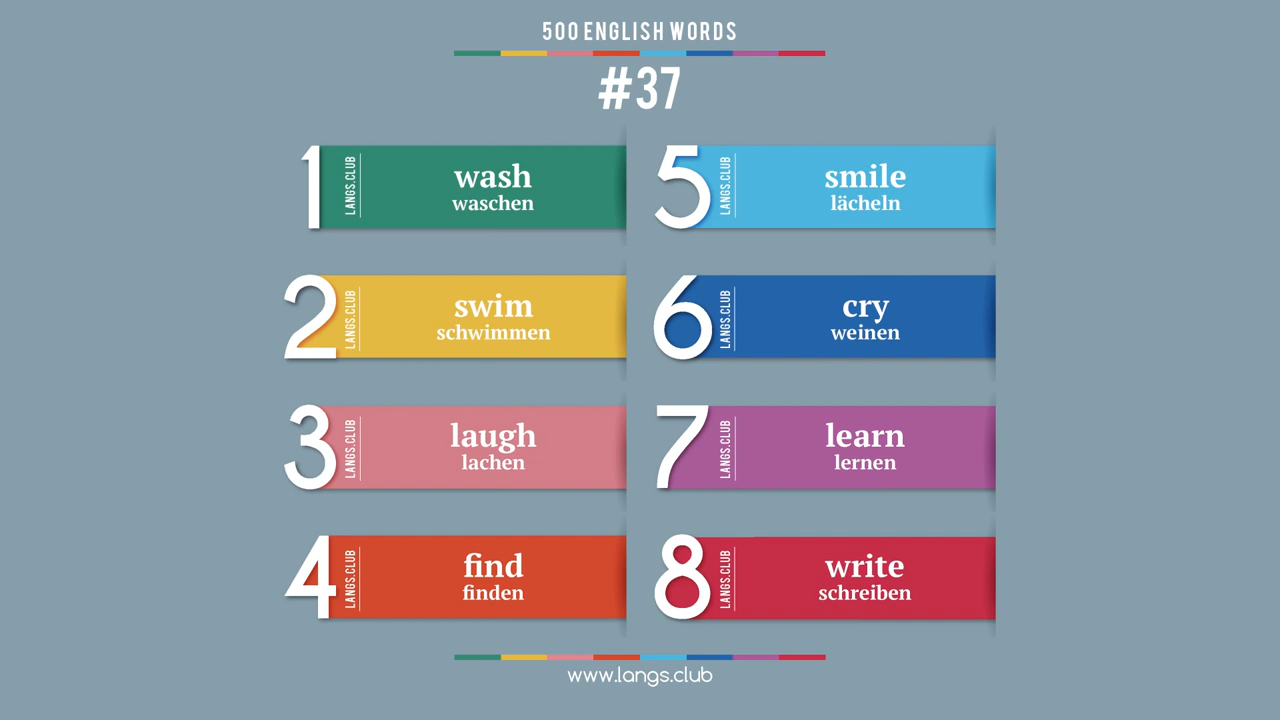 500 ENGLISH WORDS
#37
1
LANGS.CLUB
wash
waschen
2
LANGS.CLUB
swim
schwimmen
3
LANGS.CLUB
laugh
lachen
4
LANGS.CLUB
find
finden
5
LANGS.CLUB
smile
lächeln
6
LANGS.CLUB
cry
weinen
7
LANGS.CLUB
learn
lernen
8
LANGS.CLUB
write
schreiben
www.langs.club